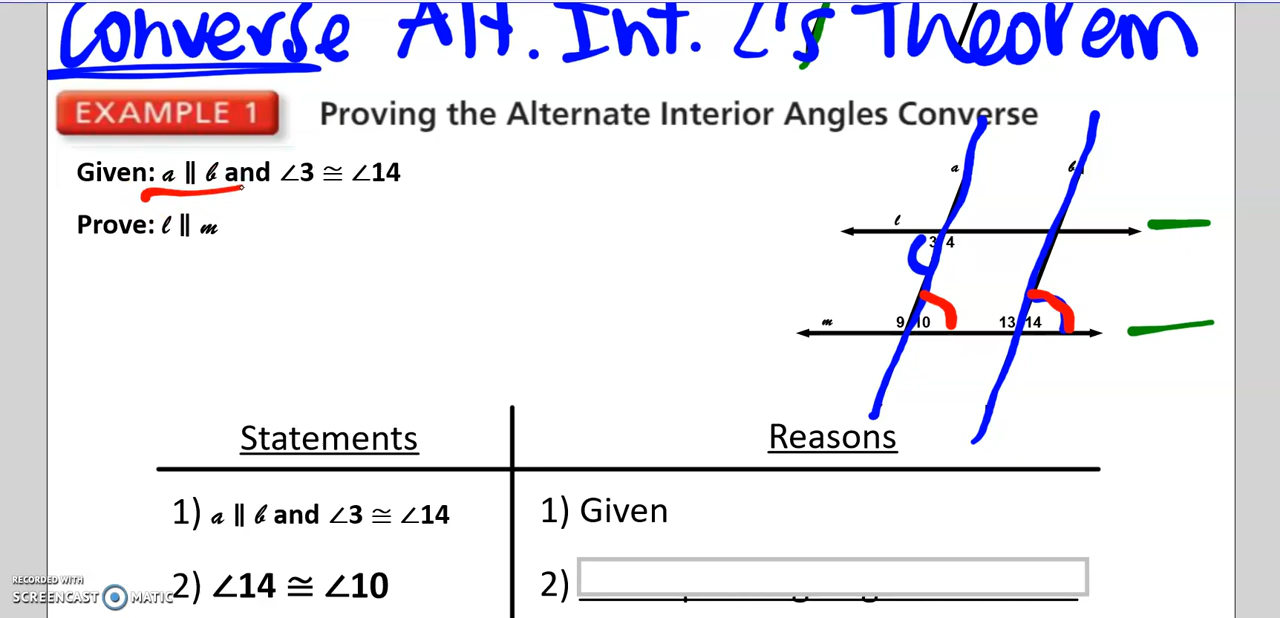 Converse Alt. Int. ∠'s Theorem
EXAMPLE 1 Proving the Alternate Interior Angles Converse
Given: a ∥ b and ∠3 ≅ ∠14
Prove: l ∥ m
a b
l
3 4
m 9 10 13 14
Statements Reasons
1) a ∥ b and ∠3 ≅ ∠14 1) Given
2) ∠14 ≅ ∠10 2)
RECORDED WITH
SCREENCAST MATIC